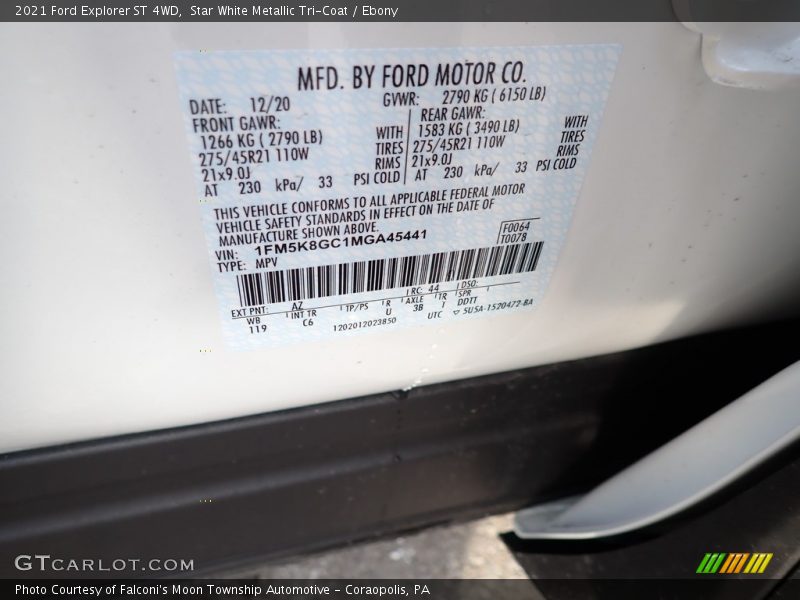 2021 Ford Explorer ST 4WD, Star White Metallic Tri-Coat / Ebony
MFD. BY FORD MOTOR CO.
DATE: 12/20 GVWR: 2790 KG ( 6150 LB)
FRONT GAWR: REAR GAWR:
1266 KG ( 2790 LB) WITH 1583 KG ( 3490 LB) WITH
275/45R21 110W TIRES 275/45R21 110W TIRES
21x9.0J RIMS 21x9.0J RIMS
AT 230 kPa/ 33 PSI COLD AT 230 kPa/ 33 PSI COLD
THIS VEHICLE CONFORMS TO ALL APPLICABLE FEDERAL MOTOR
VEHICLE SAFETY STANDARDS IN EFFECT ON THE DATE OF
MANUFACTURE SHOWN ABOVE.
F0064
VIN: 1FM5K8GC1MGA45441
T0078
TYPE: MPV
EXT PNT: AZ RC: 44 DSO:
WB INT TR TP/PS R AXLE TR SPR
119 C6 U 3B I DDTT
1202012023850 UTC ▽ 5U5A-1520472-BA
GTCARLOT.COM
Photo Courtesy of Falconi's Moon Township Automotive - Coraopolis, PA